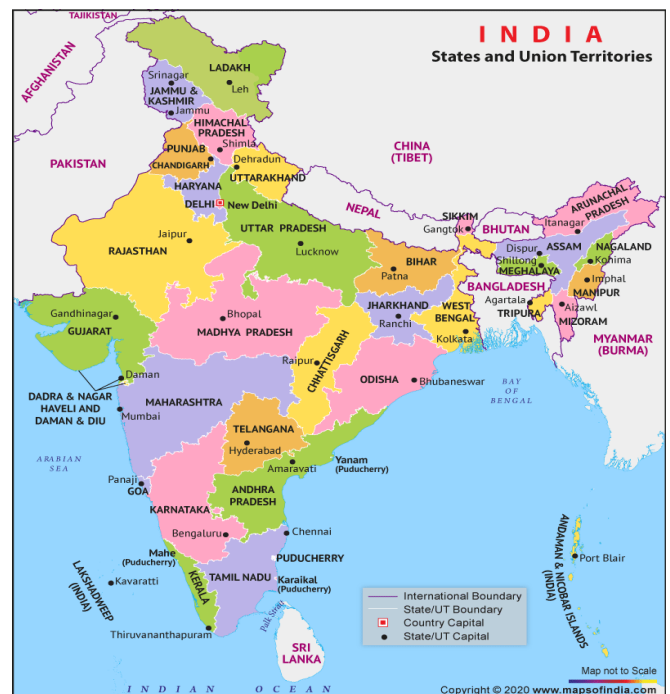 TAJIKISTAN
INDIA
States and Union Territories
AFGHANISTAN
LADAKH
Srinagar
Leh
JAMMU &
KASHMIR
Jammu
HIMACHAL
PRADESH
Shimla
CHINA
(TIBET)
PAKISTAN
PUNJAB
CHANDIGARH
Dehradun
UTTARAKHAND
HARYANA
DELHI
New Delhi
NEPAL
SIKKIM
Gangtok
BHUTAN
ARUNACHAL
PRADESH
Itanagar
RAJASTHAN
Jaipur
UTTAR PRADESH
Lucknow
BIHAR
Patna
Dispur
ASSAM
NAGALAND
Shillong
Kohima
MEGHALAYA
Imphal
MANIPUR
BANGLADESH
Agartala
TRIPURA
Aizawl
MIZORAM
MYANMAR
(BURMA)
Gandhinagar
GUJARAT
Bhopal
MADHYA PRADESH
JHARKHAND
Ranchi
WEST
BENGAL
Kolkata
Raipur
CHHATTISGARH
ODISHA
Bhubaneswar
BAY
OF
BENGAL
Daman
DADRA & NAGAR
HAVELI AND
DAMAN & DIU
MAHARASHTRA
Mumbai
TELANGANA
Hyderabad
ARABIAN
SEA
Amaravati
Yanam
(Puducherry)
Panaji
GOA
KARNATAKA
ANDHRA
PRADESH
Bengaluru
Chennai
Mahe
(Puducherry)
PUDUCHERRY
LAKSHADWEEP
(INDIA)
Kavaratti
KERALA
TAMIL NADU
Karaikal
(Puducherry)
Thiruvananthapuram
Palk Strait
SRI
LANKA
ANDAMAN & NICOBAR ISLANDS
(INDIA)
Port Blair
International Boundary
State/UT Boundary
Country Capital
State/UT Capital
Map not to Scale
INDIAN OCEAN
Copyright © 2020 www.mapsofindia.com